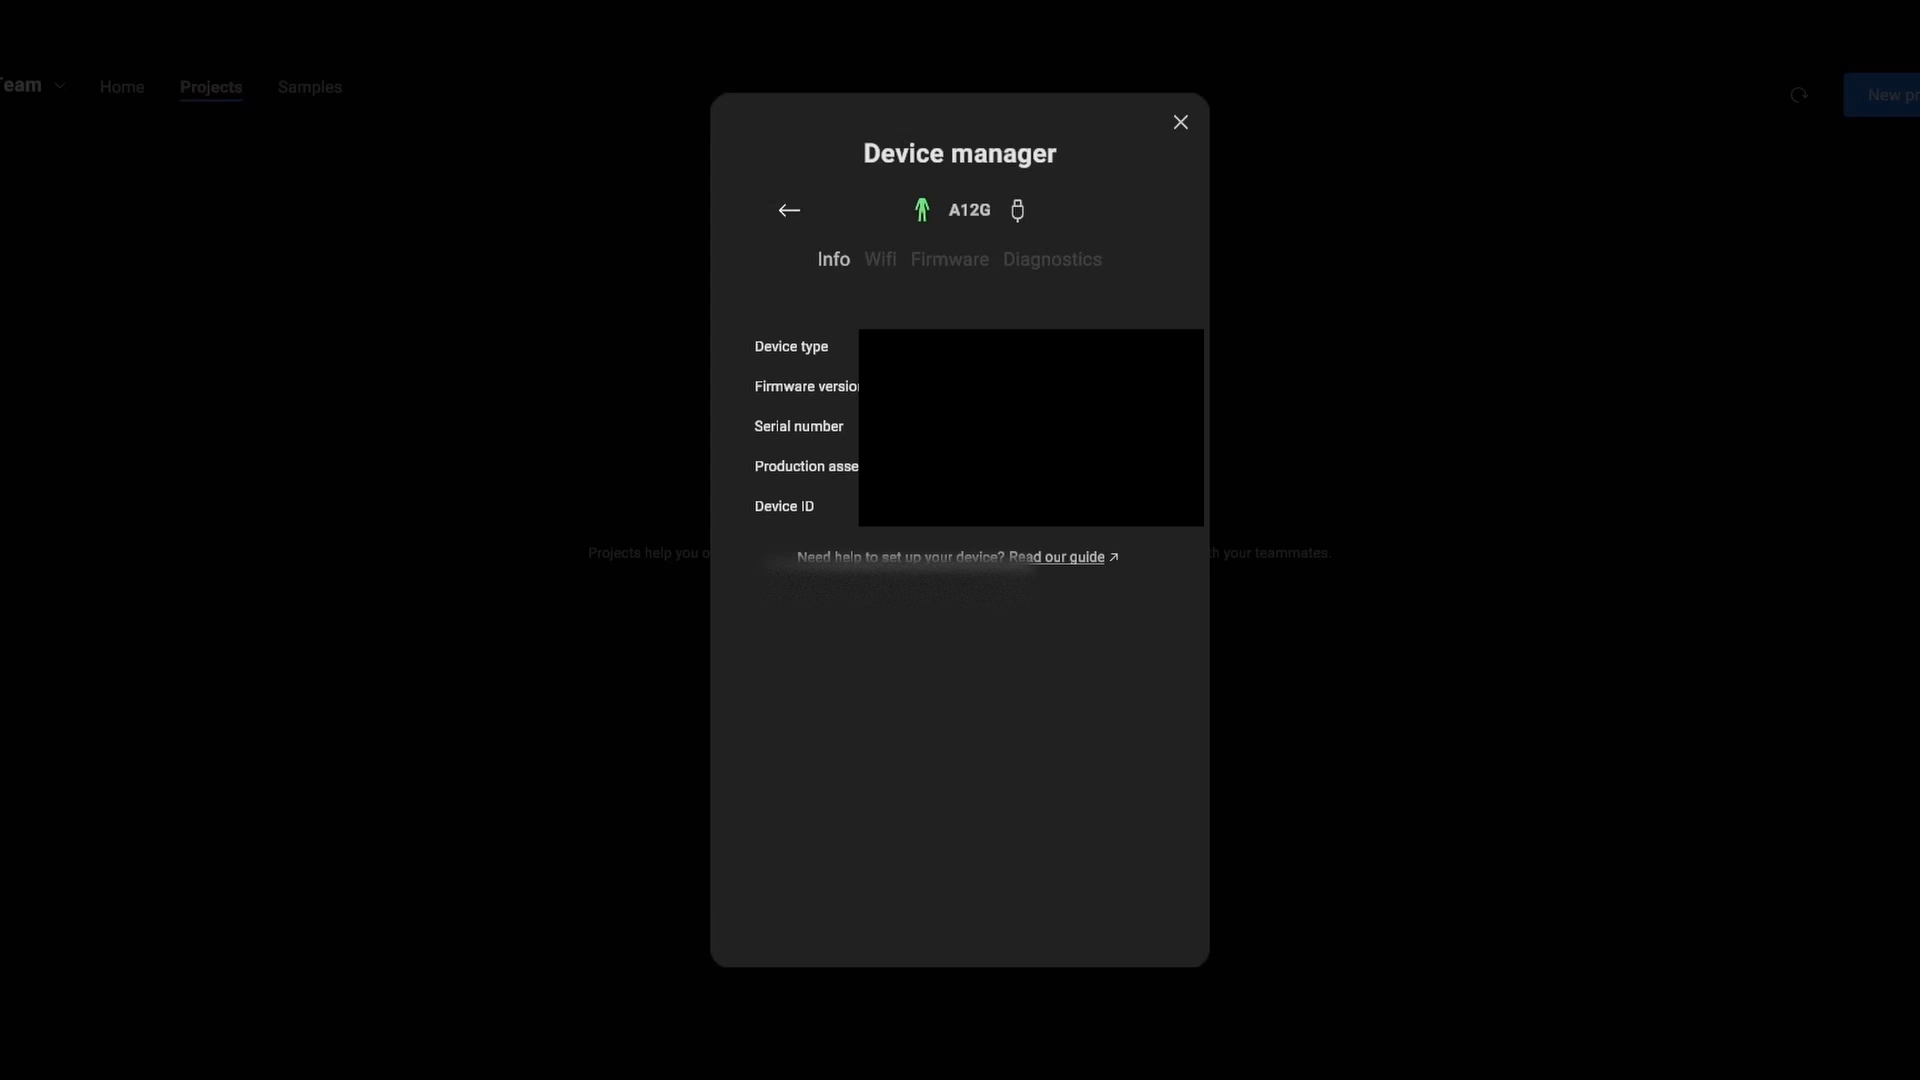 Team Home Projects Samples
New pr
Device manager
A12G
Info Wifi Firmware Diagnostics
Device type
Firmware version
Serial number
Production asse
Device ID
Projects help you o
Need help to set up your device? Read our guide
h your teammates.